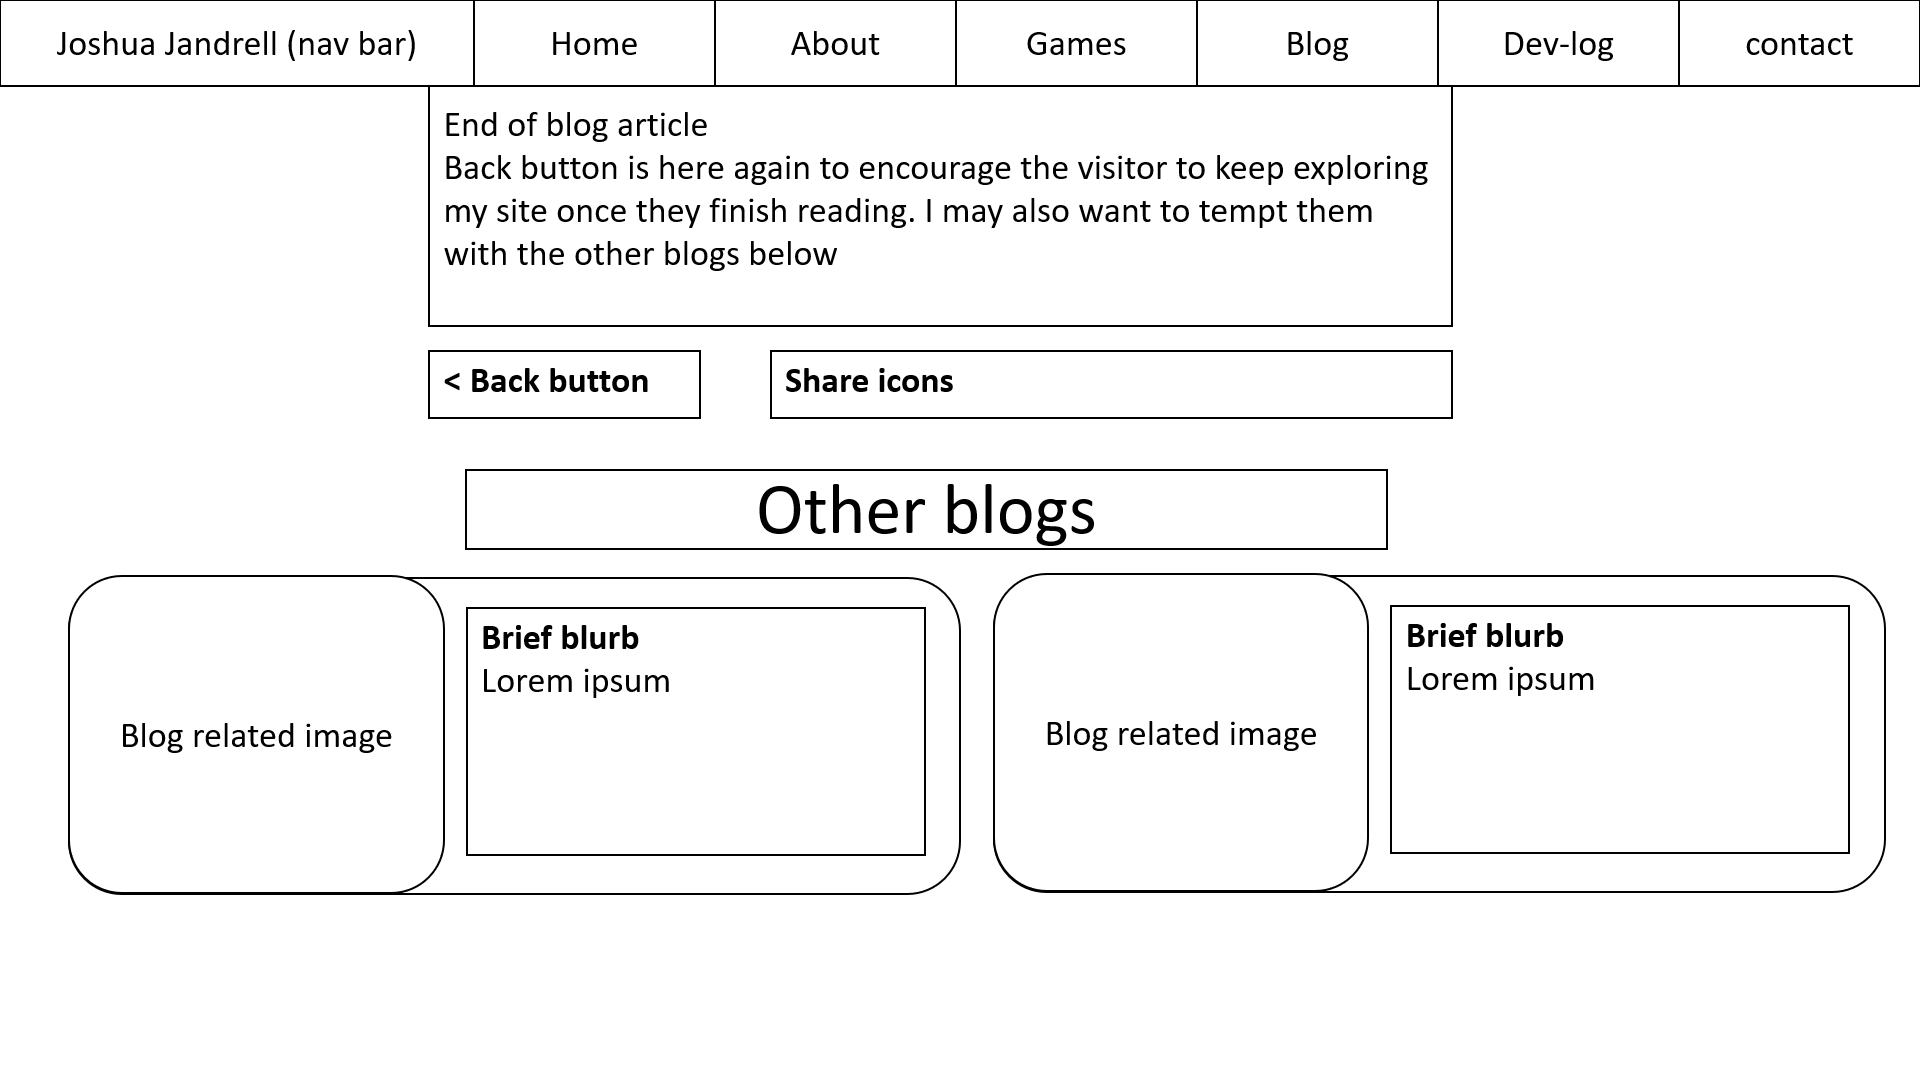 Joshua Jandrell (nav bar) Home About Games Blog Dev-log contact
End of blog article
Back button is here again to encourage the visitor to keep exploring
my site once they finish reading. I may also want to tempt them
with the other blogs below
< Back button
Share icons
Other blogs
Blog related image
Brief blurb
Lorem ipsum
Blog related image
Brief blurb
Lorem ipsum